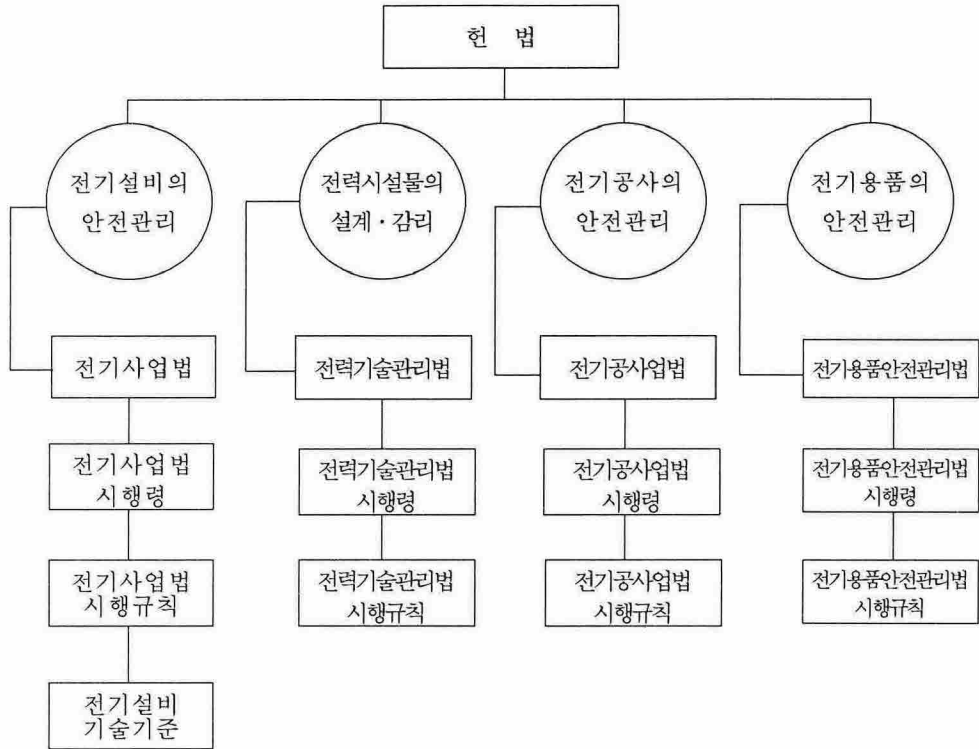 헌 법
전기설비의
안전관리
전력시설물의
설계·감리
전기공사의
안전관리
전기용품의
안전관리
전기사업법
전력기술관리법
전기공사업법
전기용품안전관리법
전기사업법
시행령
전력기술관리법
시행령
전기공사업법
시행령
전기용품안전관리법
시행령
전기사업법
시행규칙
전력기술관리법
시행규칙
전기공사업법
시행규칙
전기용품안전관리법
시행규칙
전기설비
기술기준